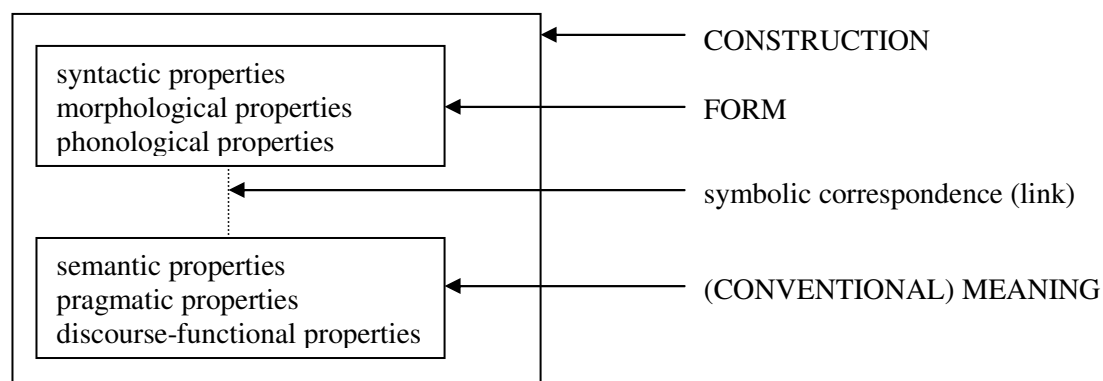 CONSTRUCTION
syntactic properties
morphological properties
phonological properties
FORM
symbolic correspondence (link)
semantic properties
pragmatic properties
discourse-functional properties
(CONVENTIONAL) MEANING